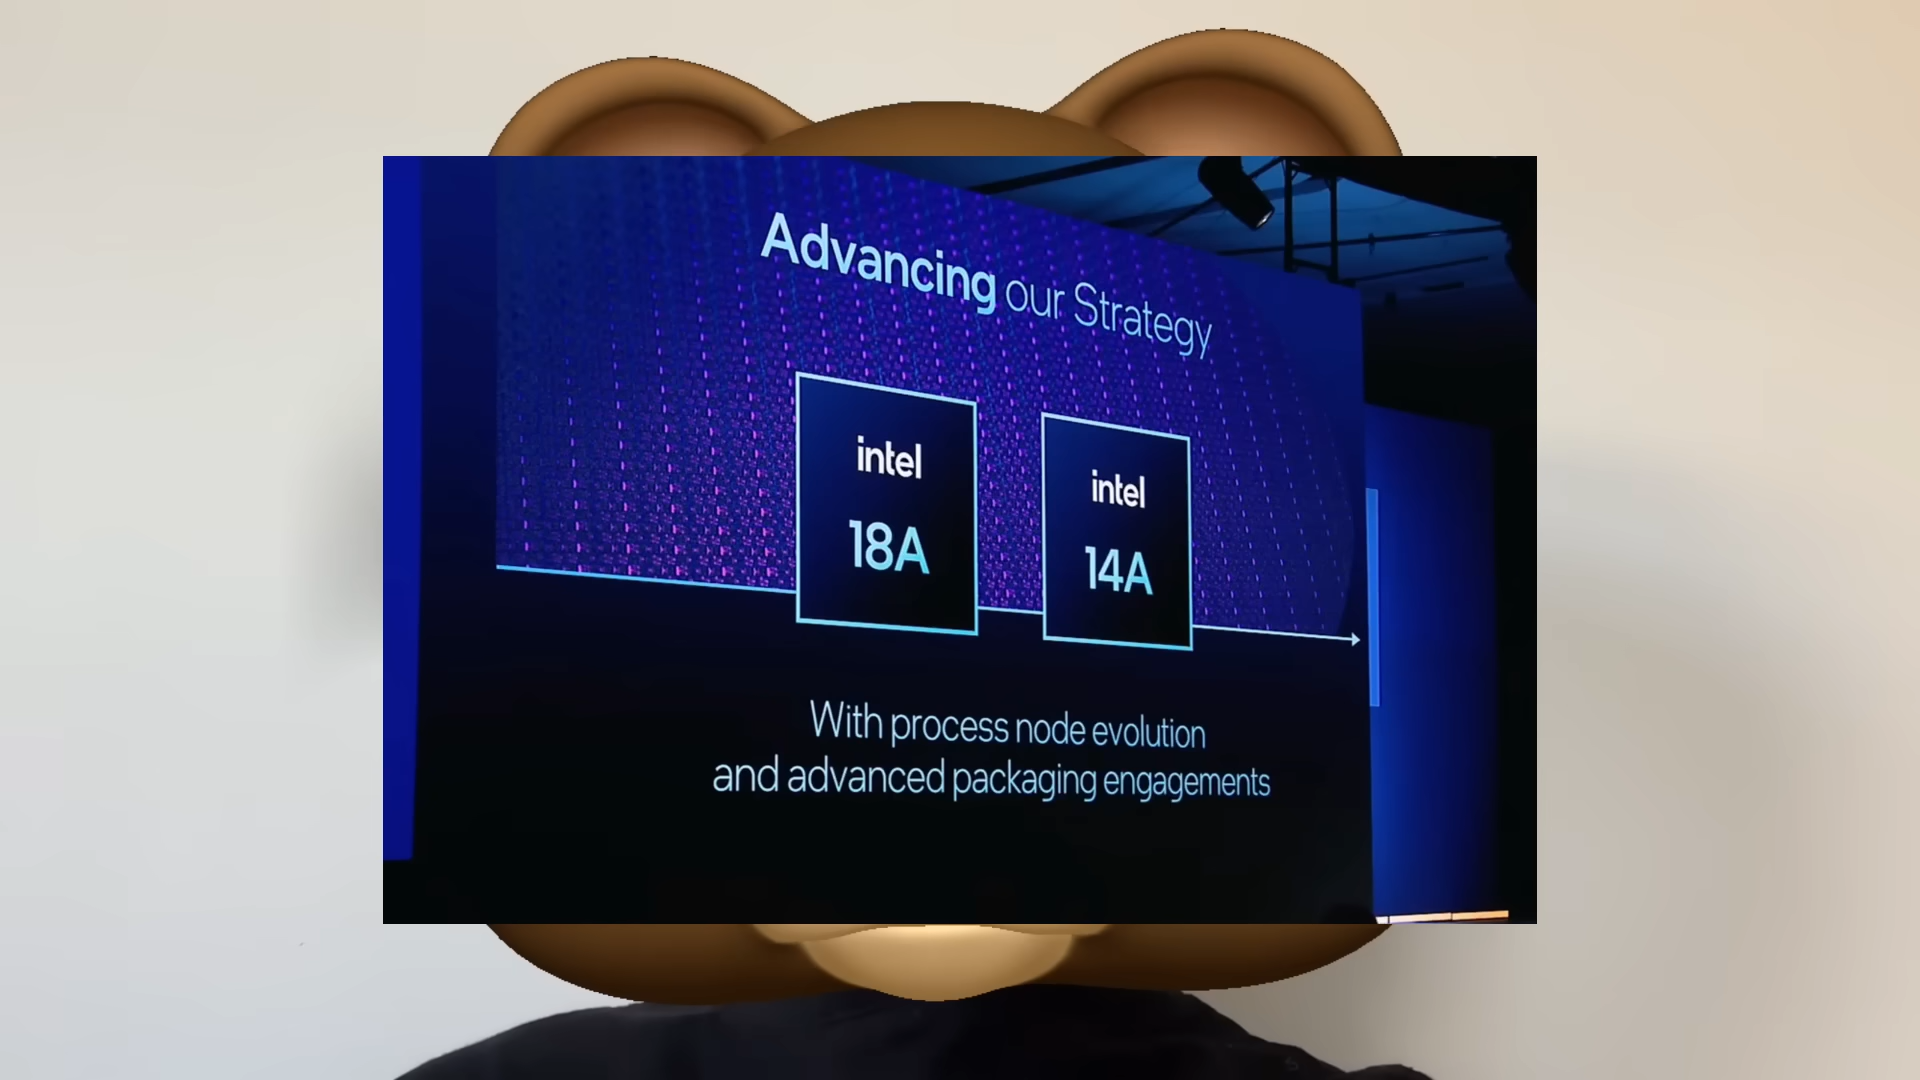 Advancing our Strategy
intel
18A
intel
14A
With process node evolution
and advanced packaging engagements